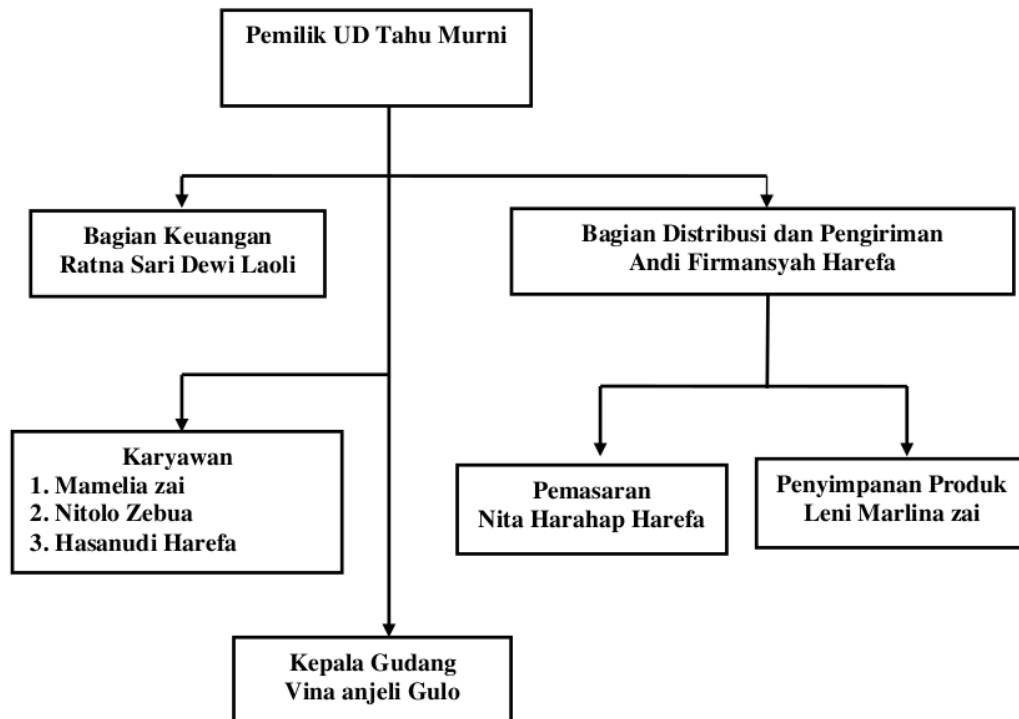 Pemilik UD Tahu Murni
Bagian Keuangan
Ratna Sari Dewi Laoli
Bagian Distribusi dan Pengiriman
Andi Firmansyah Harefa
Karyawan
1. Mamelia zai
2. Nitolo Zebua
3. Hasanudi Harefa
Pemasaran
Nita Harahap Harefa
Penyimpanan Produk
Leni Marlina zai
Kepala Gudang
Vina anjeli Gulo